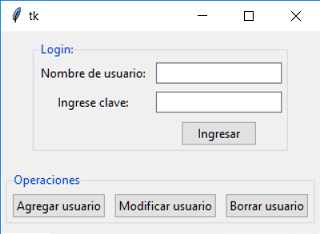 tk
Login:
Nombre de usuario:
Ingrese clave:
Ingresar
Operaciones
Agregar usuario Modificar usuario Borrar usuario